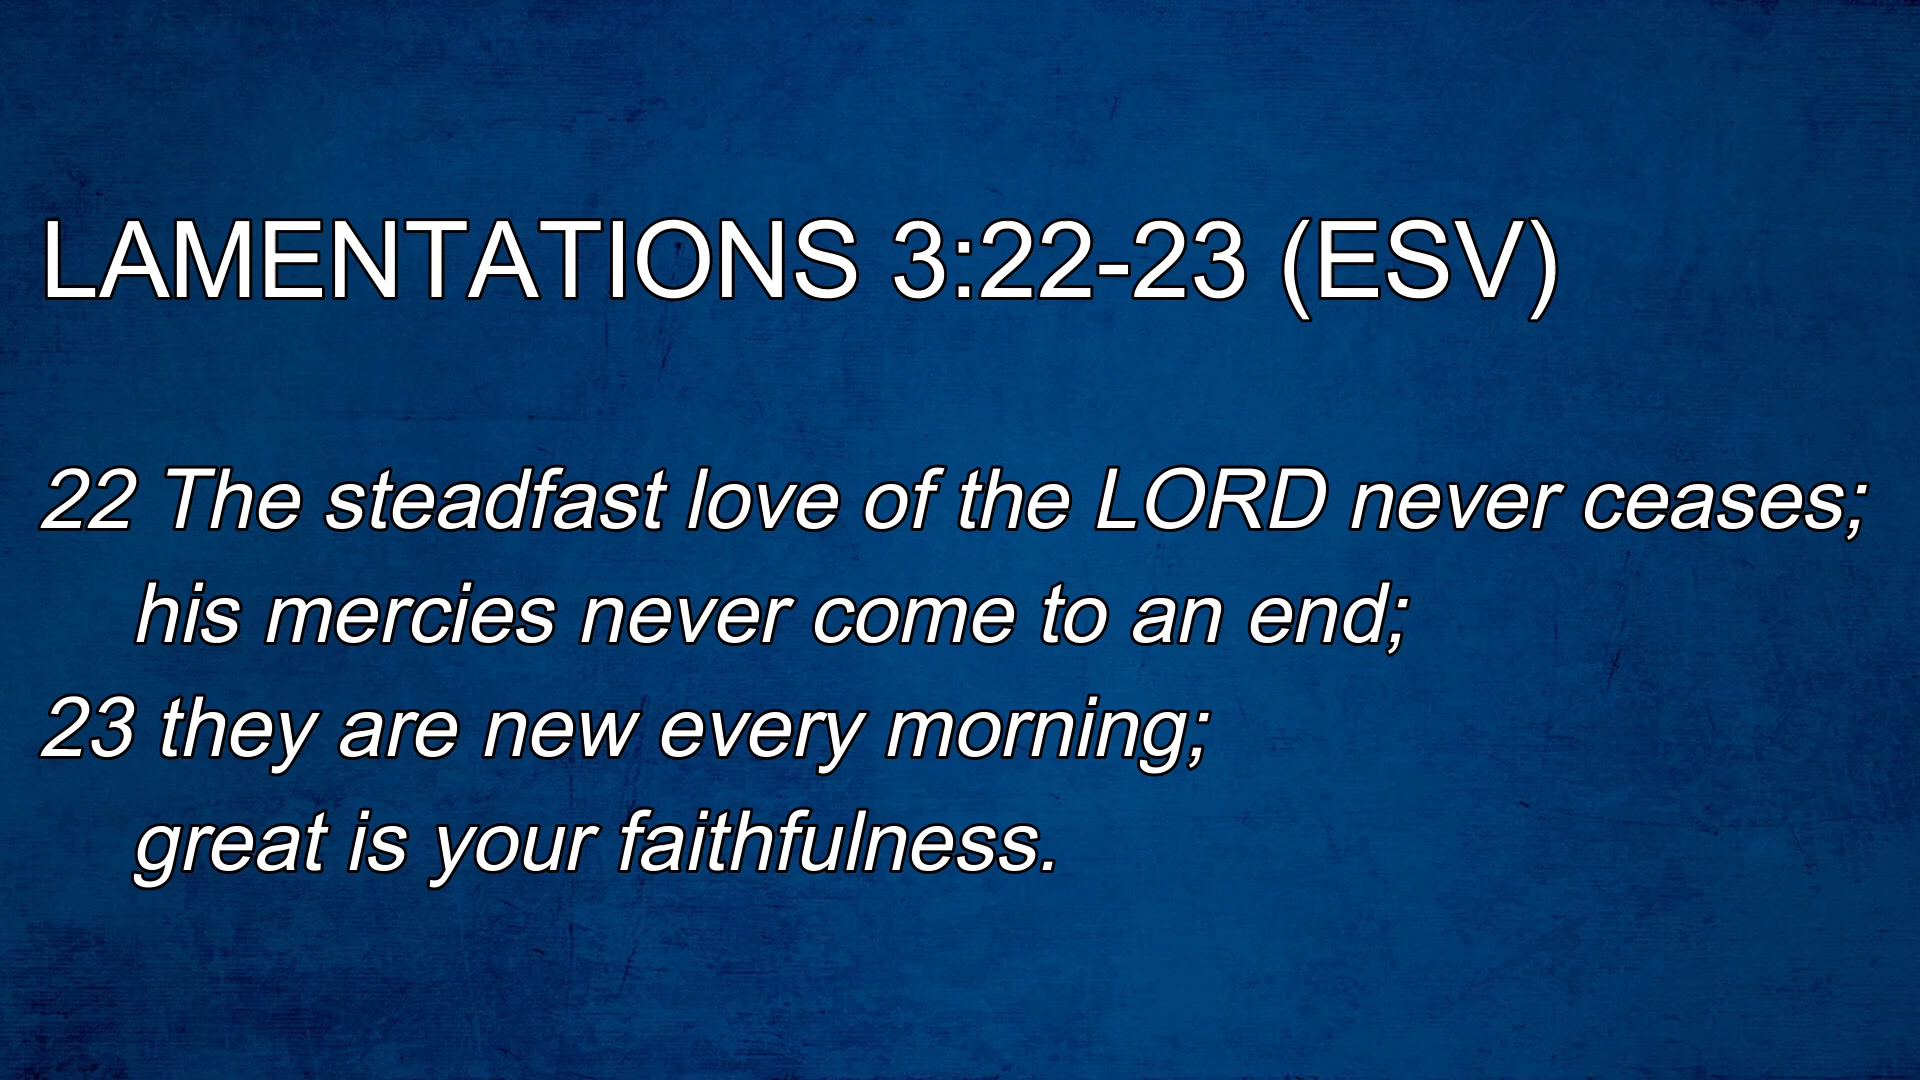 LAMENTATIONS 3:22-23 (ESV)
22 The steadfast love of the LORD never ceases;
his mercies never come to an end;
23 they are new every morning;
great is your faithfulness.